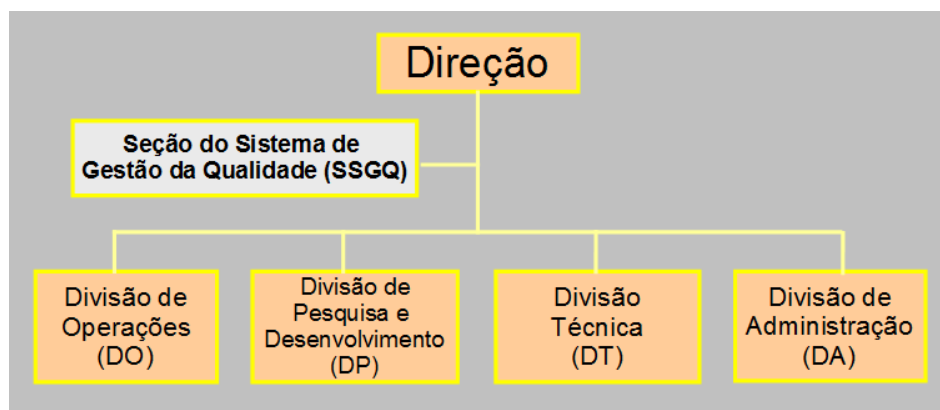 Direção
Seção do Sistema de
Gestão da Qualidade (SSGQ)
Divisão de
Operações
(DO)
Divisão de
Pesquisa e
Desenvolvimento
(DP)
Divisão
Técnica
(DT)
Divisão de
Administração
(DA)